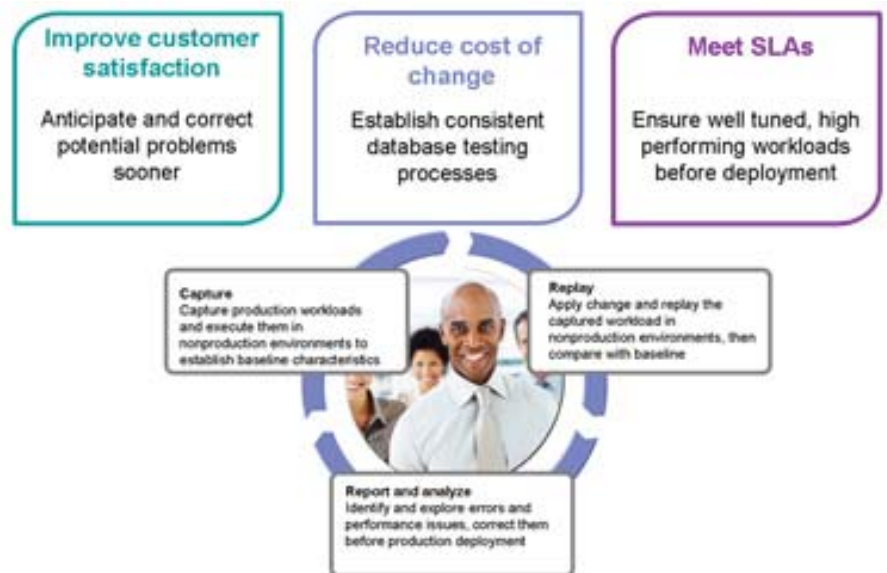 Improve customer
satisfaction
Anticipate and correct
potential problems
sooner
Reduce cost of
change
Establish consistent
database testing
processes
Meet SLAs
Ensure well tuned, high
performing workloads
before deployment
Capture
Capture production workloads
and execute them in
nonproduction environments to
establish baseline characteristics
Replay
Apply change and replay the
captured workload in
nonproduction environments, then
compare with baseline
Report and analyze
Identify and explore errors and
performance issues, correct them
before production deployment